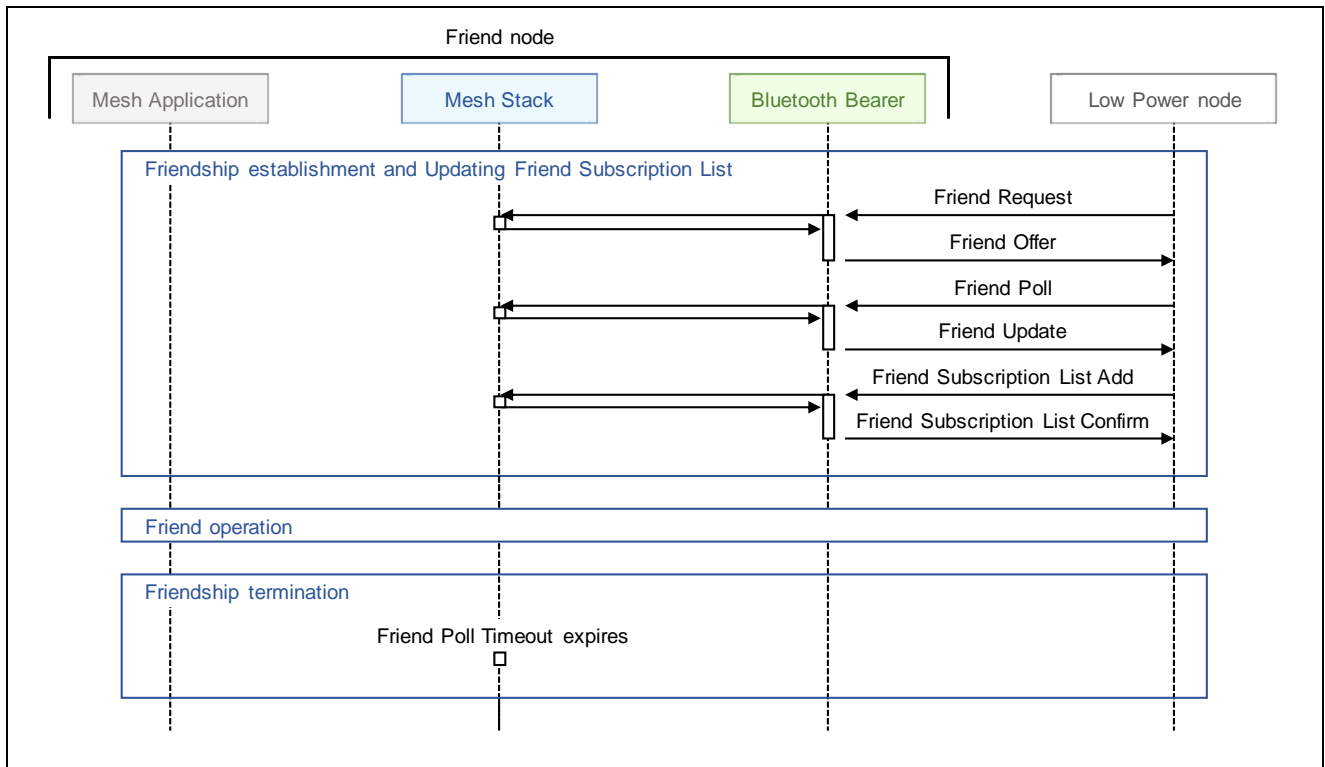 Friend node
Mesh Application
Mesh Stack
Bluetooth Bearer
Low Power node
Friendship establishment and Updating Friend Subscription List
Friend Request
Friend Offer
Friend Poll
Friend Update
Friend Subscription List Add
Friend Subscription List Confirm
Friend operation
Friendship termination
Friend Poll Timeout expires